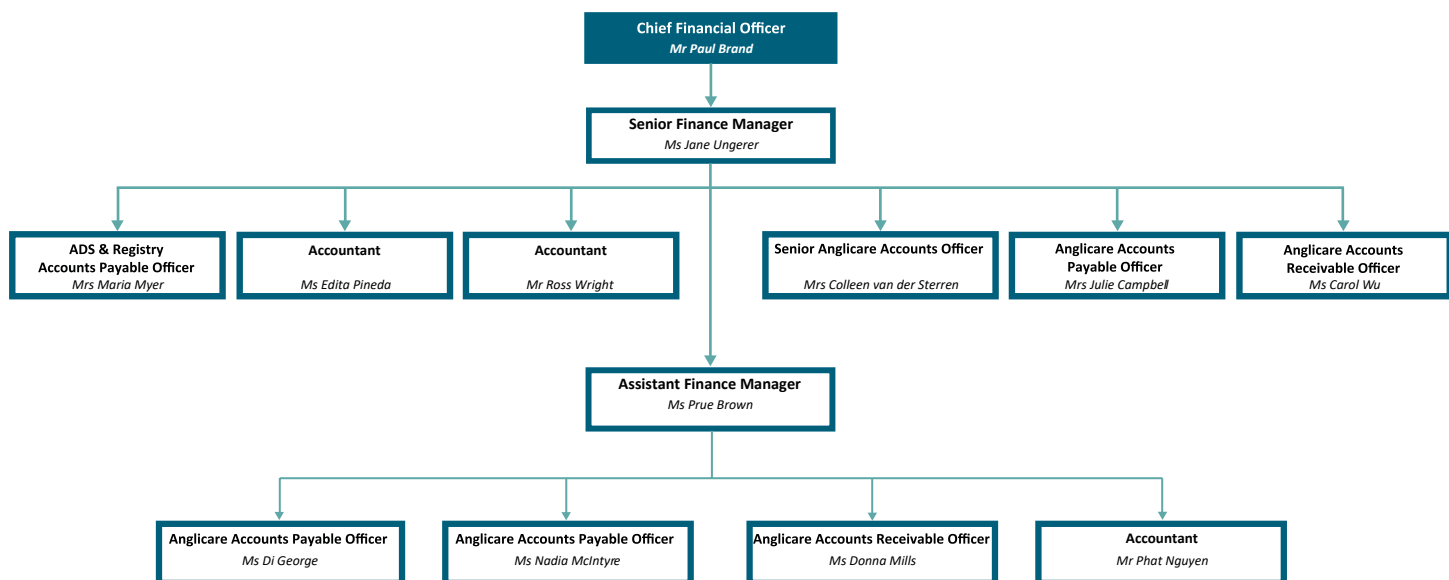 Chief Financial Officer
Mr Paul Brand
Senior Finance Manager
Ms Jane Ungerer
ADS & Registry
Accounts Payable Officer
Mrs Maria Myer
Accountant
Ms Edita Pineda
Accountant
Mr Ross Wright
Senior Anglicare Accounts Officer
Mrs Colleen van der Sterren
Anglicare Accounts
Payable Officer
Mrs Julie Campbell
Anglicare Accounts
Receivable Officer
Ms Carol Wu
Assistant Finance Manager
Ms Prue Brown
Anglicare Accounts Payable Officer
Ms Di George
Anglicare Accounts Payable Officer
Ms Nadia McIntyre
Anglicare Accounts Receivable Officer
Ms Donna Mills
Accountant
Mr Phat Nguyen